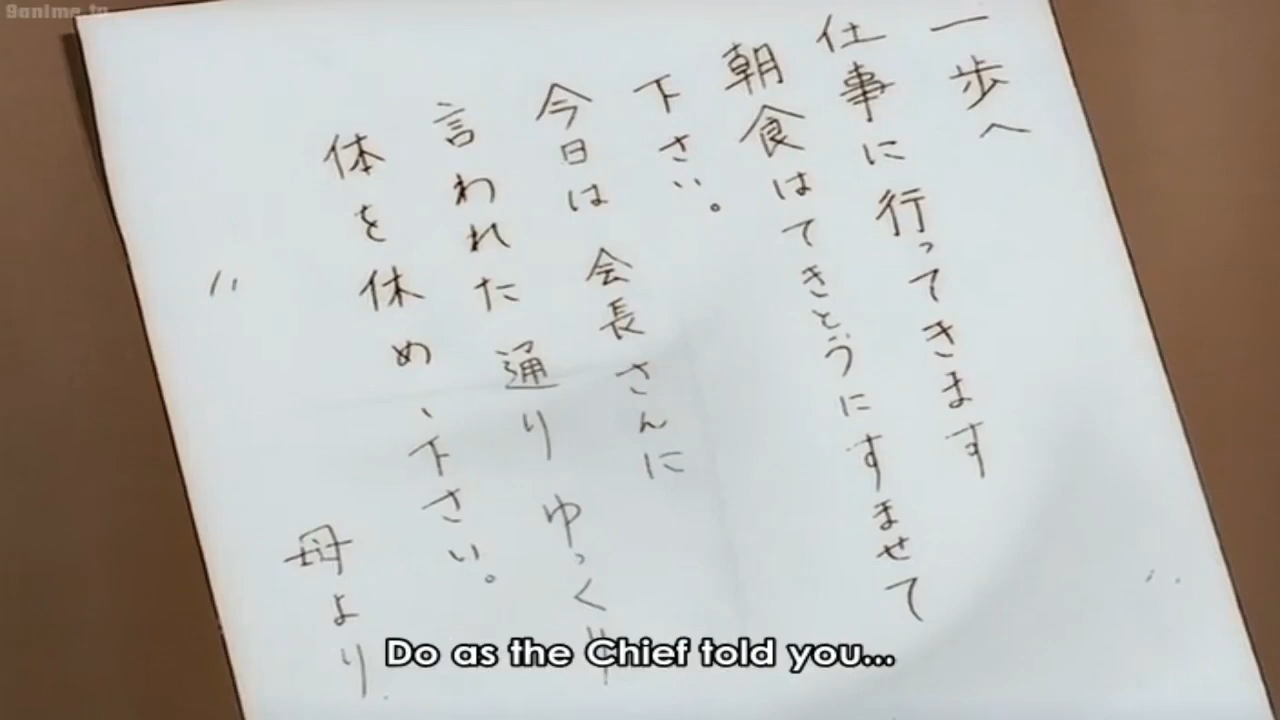 9anime.to
一歩へ
仕事に行ってきます
朝食はてきとうにすませて
下さい。
今日は会長さんに
言われた通りゆっくり
体を休め、下さい。
母より
Do as the Chief told you...